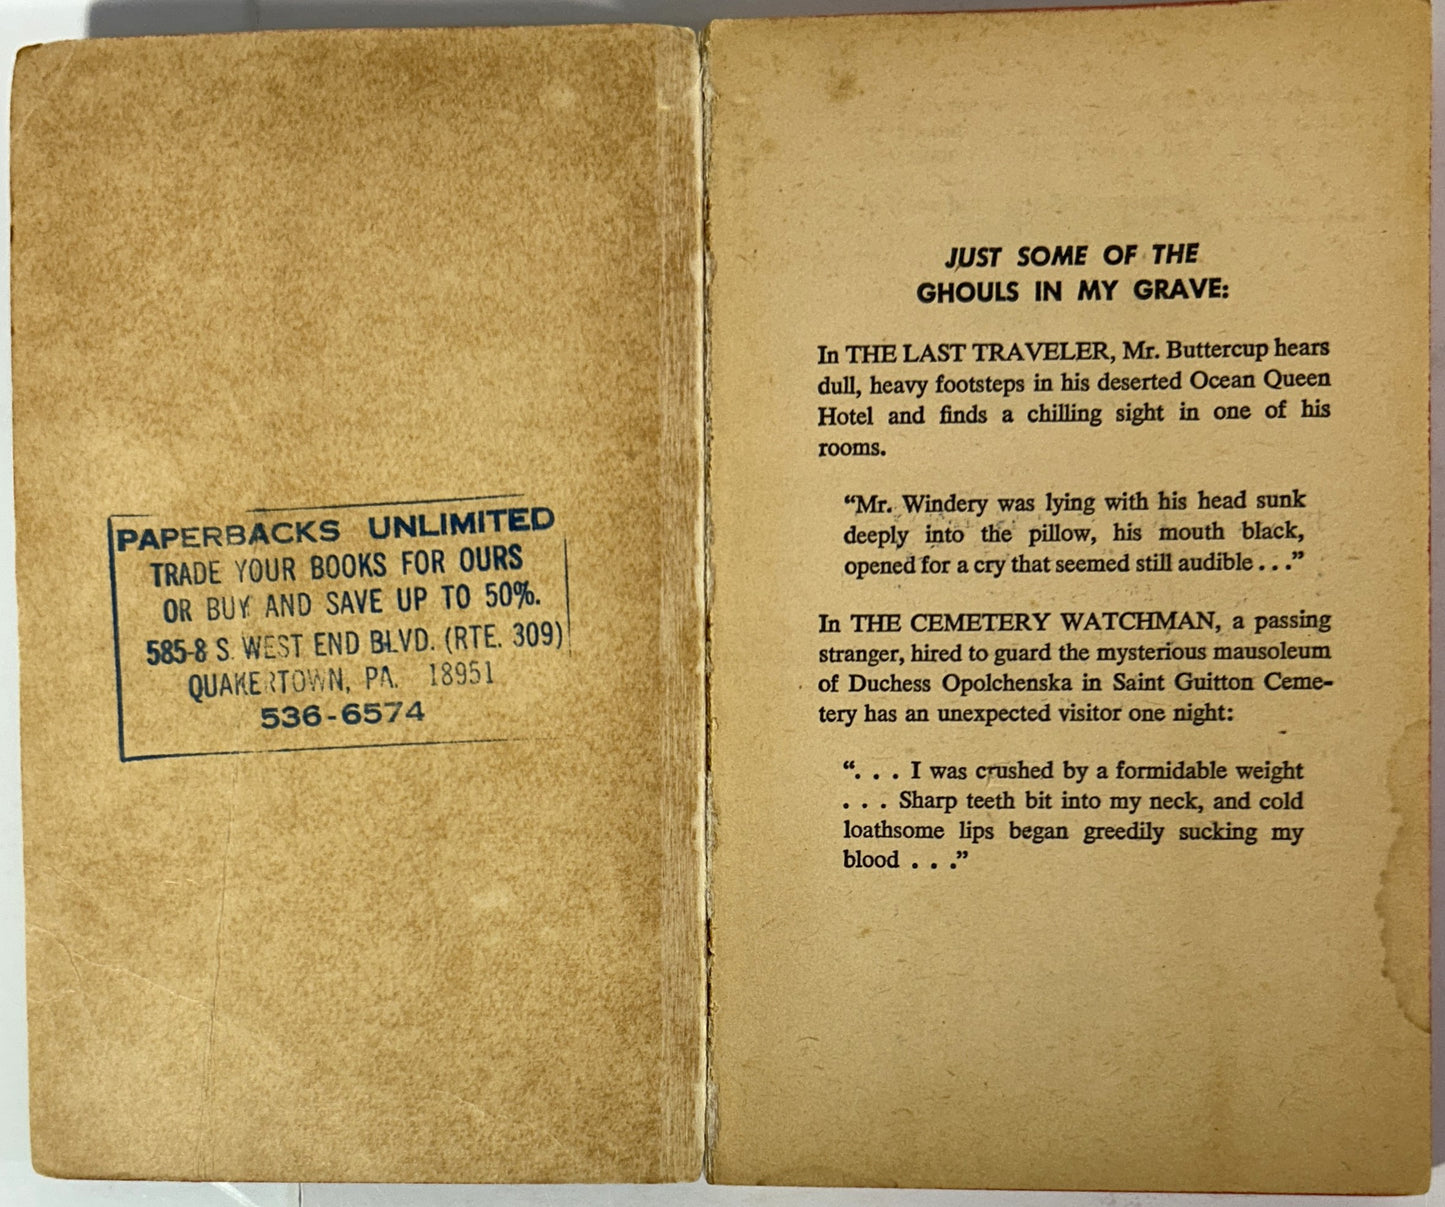 PAPERBACKS UNLIMITED
TRADE YOUR BOOKS FOR OURS
OR BUY AND SAVE UP TO 50%.
585-8 S. WEST END BLVD. (RTE. 309)
QUAKERTOWN, PA. 18951
536-6574
JUST SOME OF THE
GHOULS IN MY GRAVE:
In THE LAST TRAVELER, Mr. Buttercup hears
dull, heavy footsteps in his deserted Ocean Queen
Hotel and finds a chilling sight in one of his
rooms.
“Mr. Windery was lying with his head sunk
deeply into the pillow, his mouth black,
opened for a cry that seemed still audible . . .”
In THE CEMETERY WATCHMAN, a passing
stranger, hired to guard the mysterious mausoleum
of Duchess Opolchenska in Saint Guitton Ceme-
tery has an unexpected visitor one night:
“. . . I was crushed by a formidable weight
. . . Sharp teeth bit into my neck, and cold
loathsome lips began greedily sucking my
blood . . .”